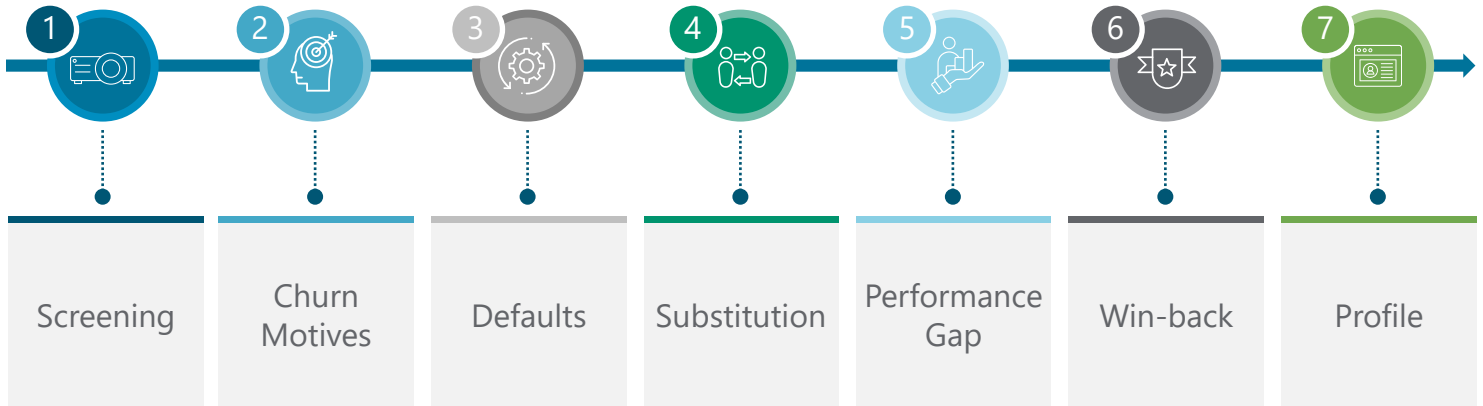 1
2
3
4
5
6
7
Screening
Churn
Motives
Defaults
Substitution
Performance
Gap
Win-back
Profile